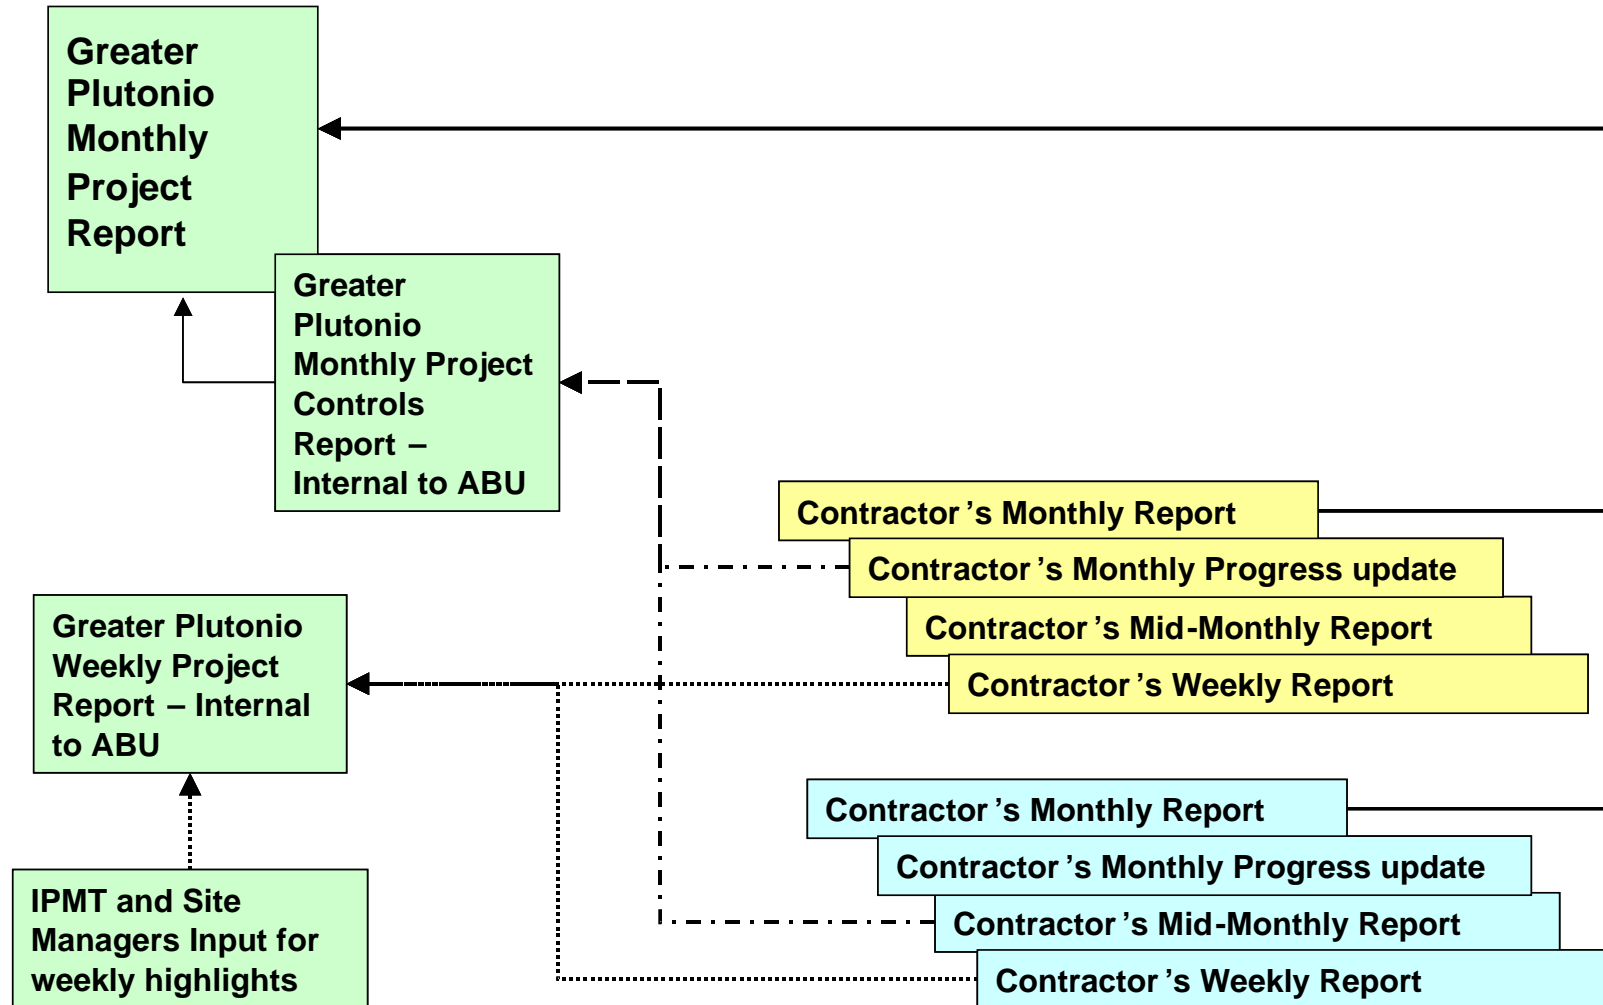 Greater
Plutonio
Monthly
Project
Report
Greater
Plutonio
Monthly Project
Controls
Report –
Internal to ABU
Contractor's Monthly Report
Contractor's Monthly Progress update
Contractor's Mid-Monthly Report
Contractor's Weekly Report
Greater Plutonio
Weekly Project
Report – Internal
to ABU
Contractor's Monthly Report
Contractor's Monthly Progress update
Contractor's Mid-Monthly Report
Contractor's Weekly Report
IPMT and Site
Managers Input for
weekly highlights